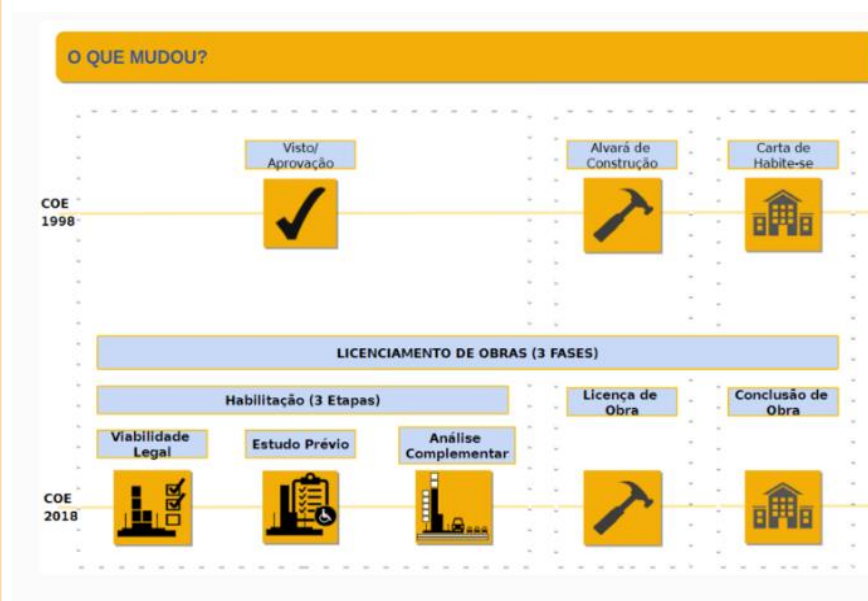 O QUE MUDOU?
Visto/
Aprovação
Alvará de
Construção
Carta de
Habite-se
COE
1998
LICENCIAMENTO DE OBRAS (3 FASES)
Habilitação (3 Etapas)
Licença de
Obra
Conclusão de
Obra
Viabilidade
Legal
Estudo Prévio
Análise
Complementar
COE
2018